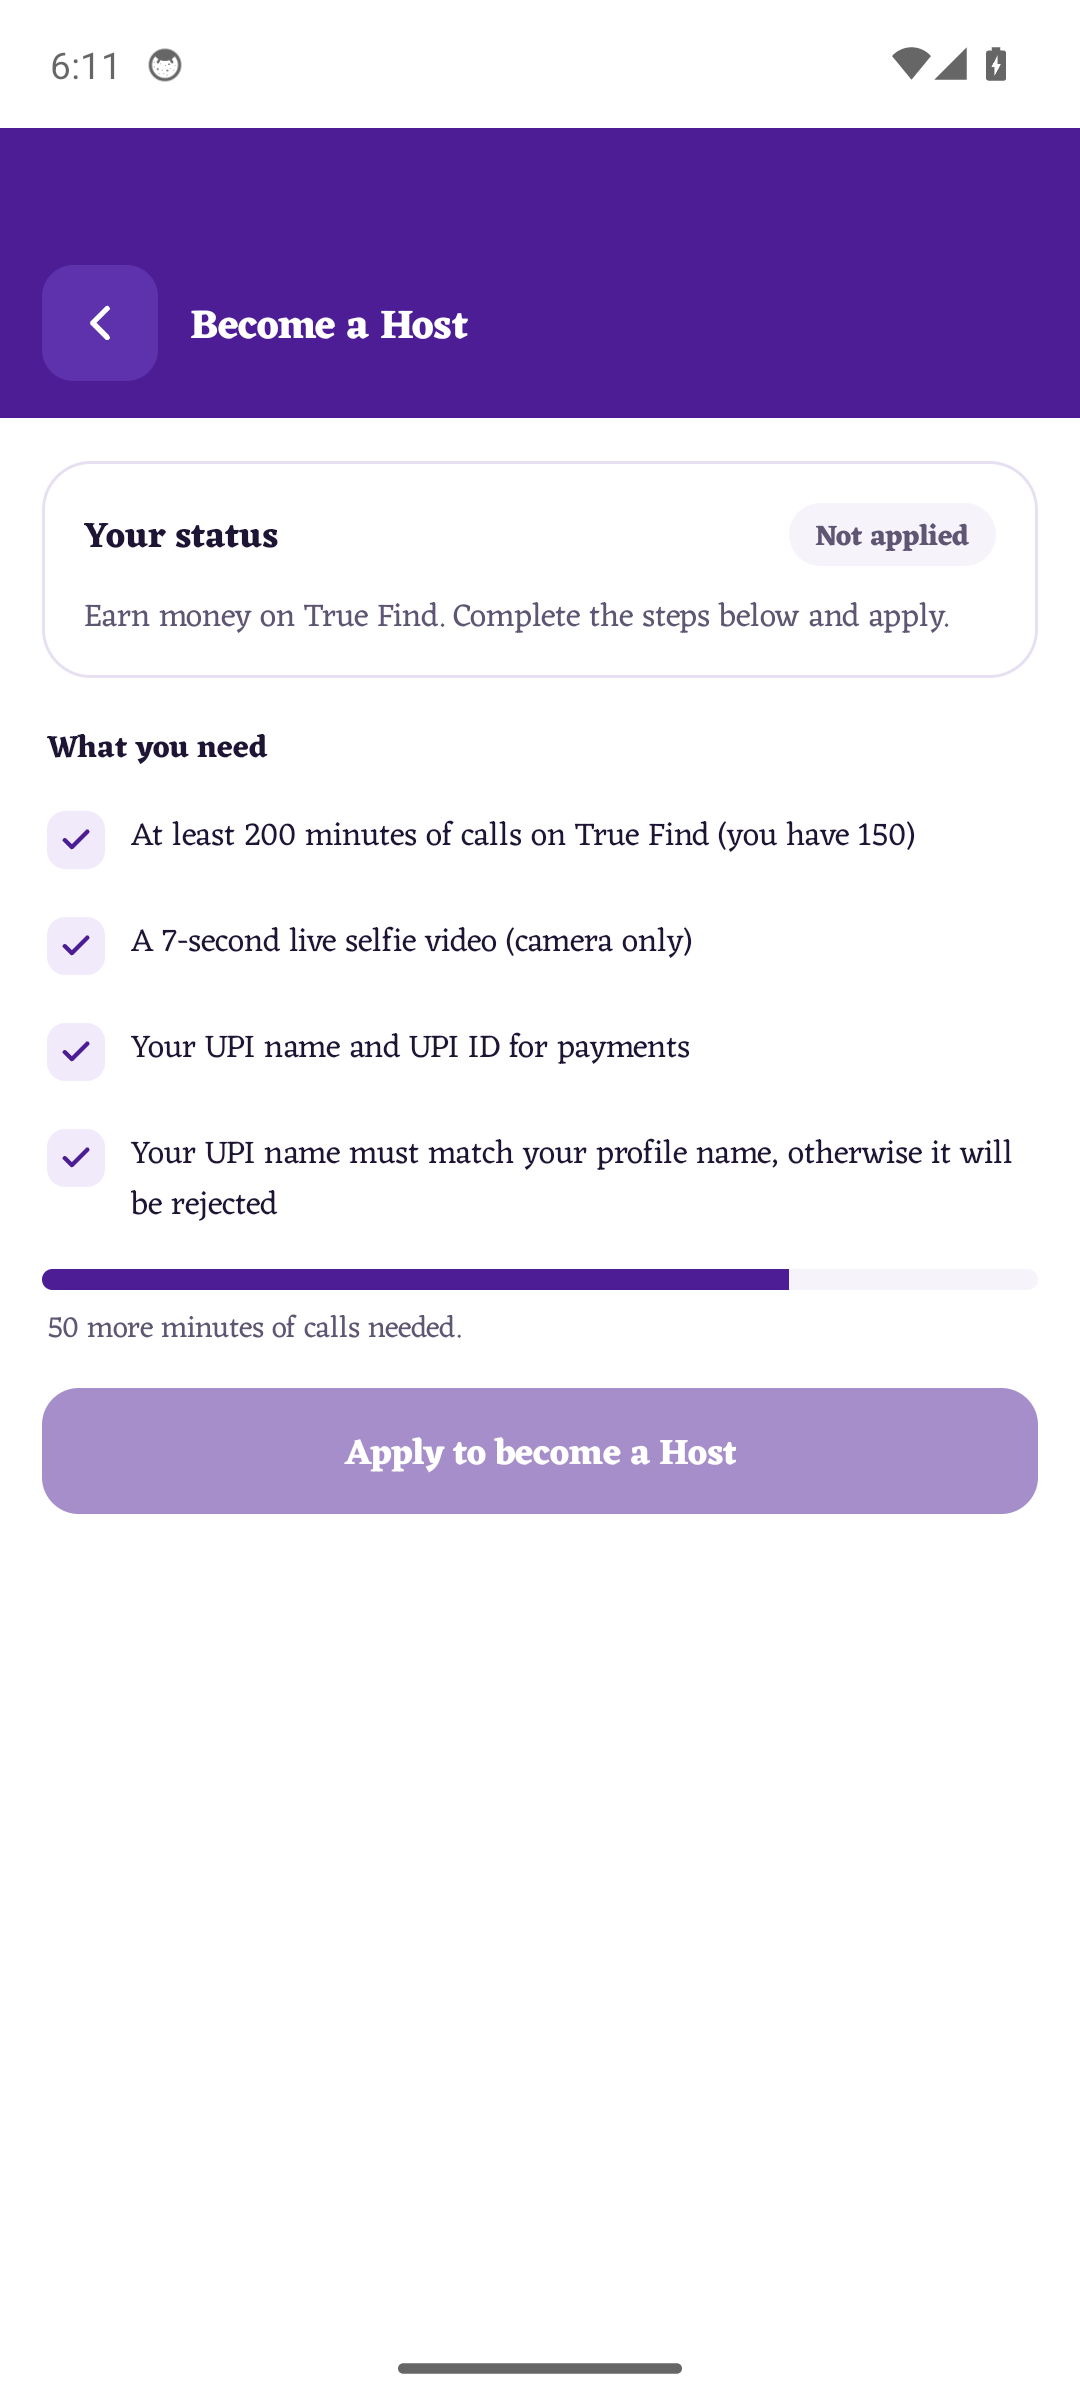 6:11
Become a Host
Your status
Not applied
Earn money on True Find. Complete the steps below and apply.
What you need
At least 200 minutes of calls on True Find (you have 150)
A 7-second live selfie video (camera only)
Your UPI name and UPI ID for payments
Your UPI name must match your profile name, otherwise it will
be rejected
50 more minutes of calls needed.
Apply to become a Host